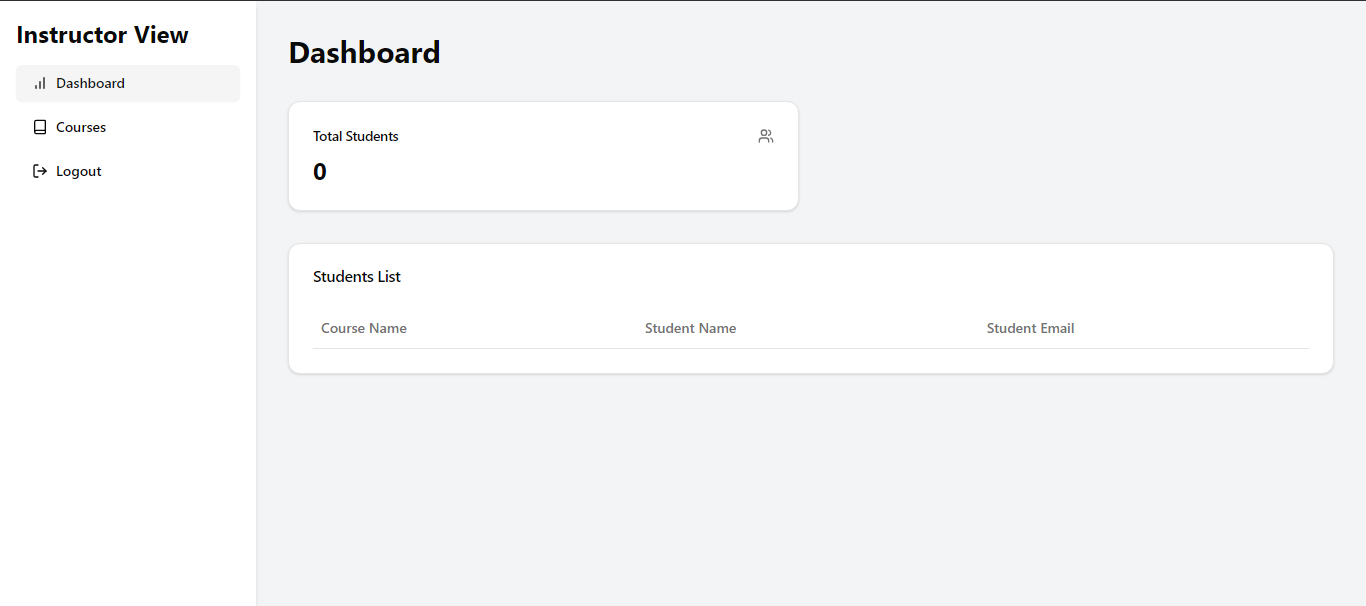 Instructor View
Dashboard
Courses
Logout
Dashboard
Total Students
0
Students List
Course Name Student Name Student Email